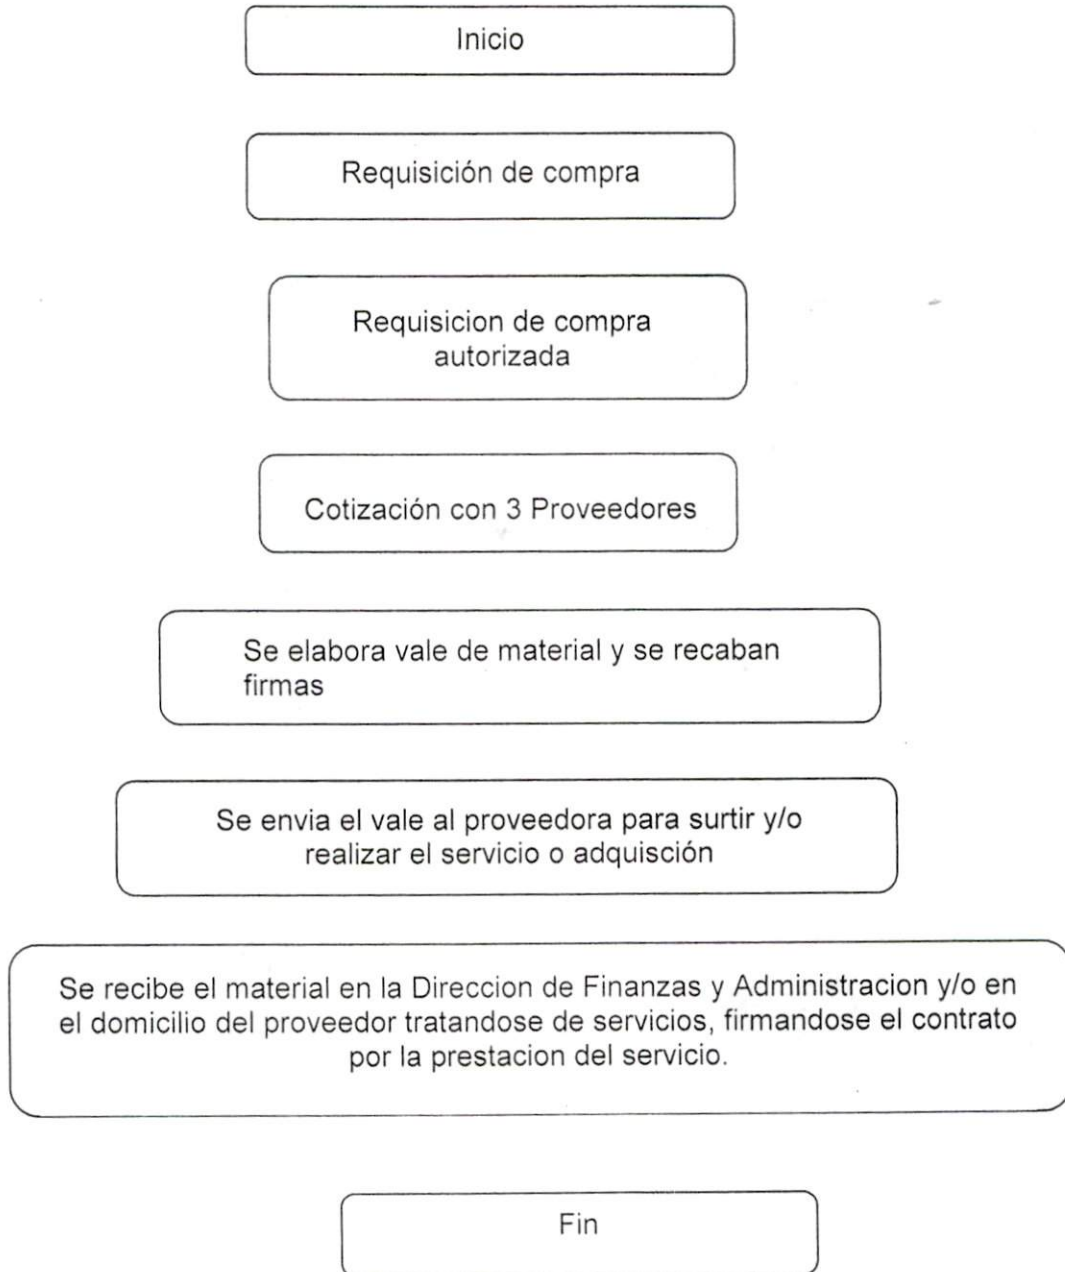 Inicio
Requisición de compra
Requisicion de compra
autorizada
Cotización con 3 Proveedores
Se elabora vale de material y se recaban
firmas
Se envia el vale al proveedora para surtir y/o
realizar el servicio o adquisción
Se recibe el material en la Direccion de Finanzas y Administracion y/o en
el domicilio del proveedor tratandose de servicios, firmandose el contrato
por la prestacion del servicio.
Fin